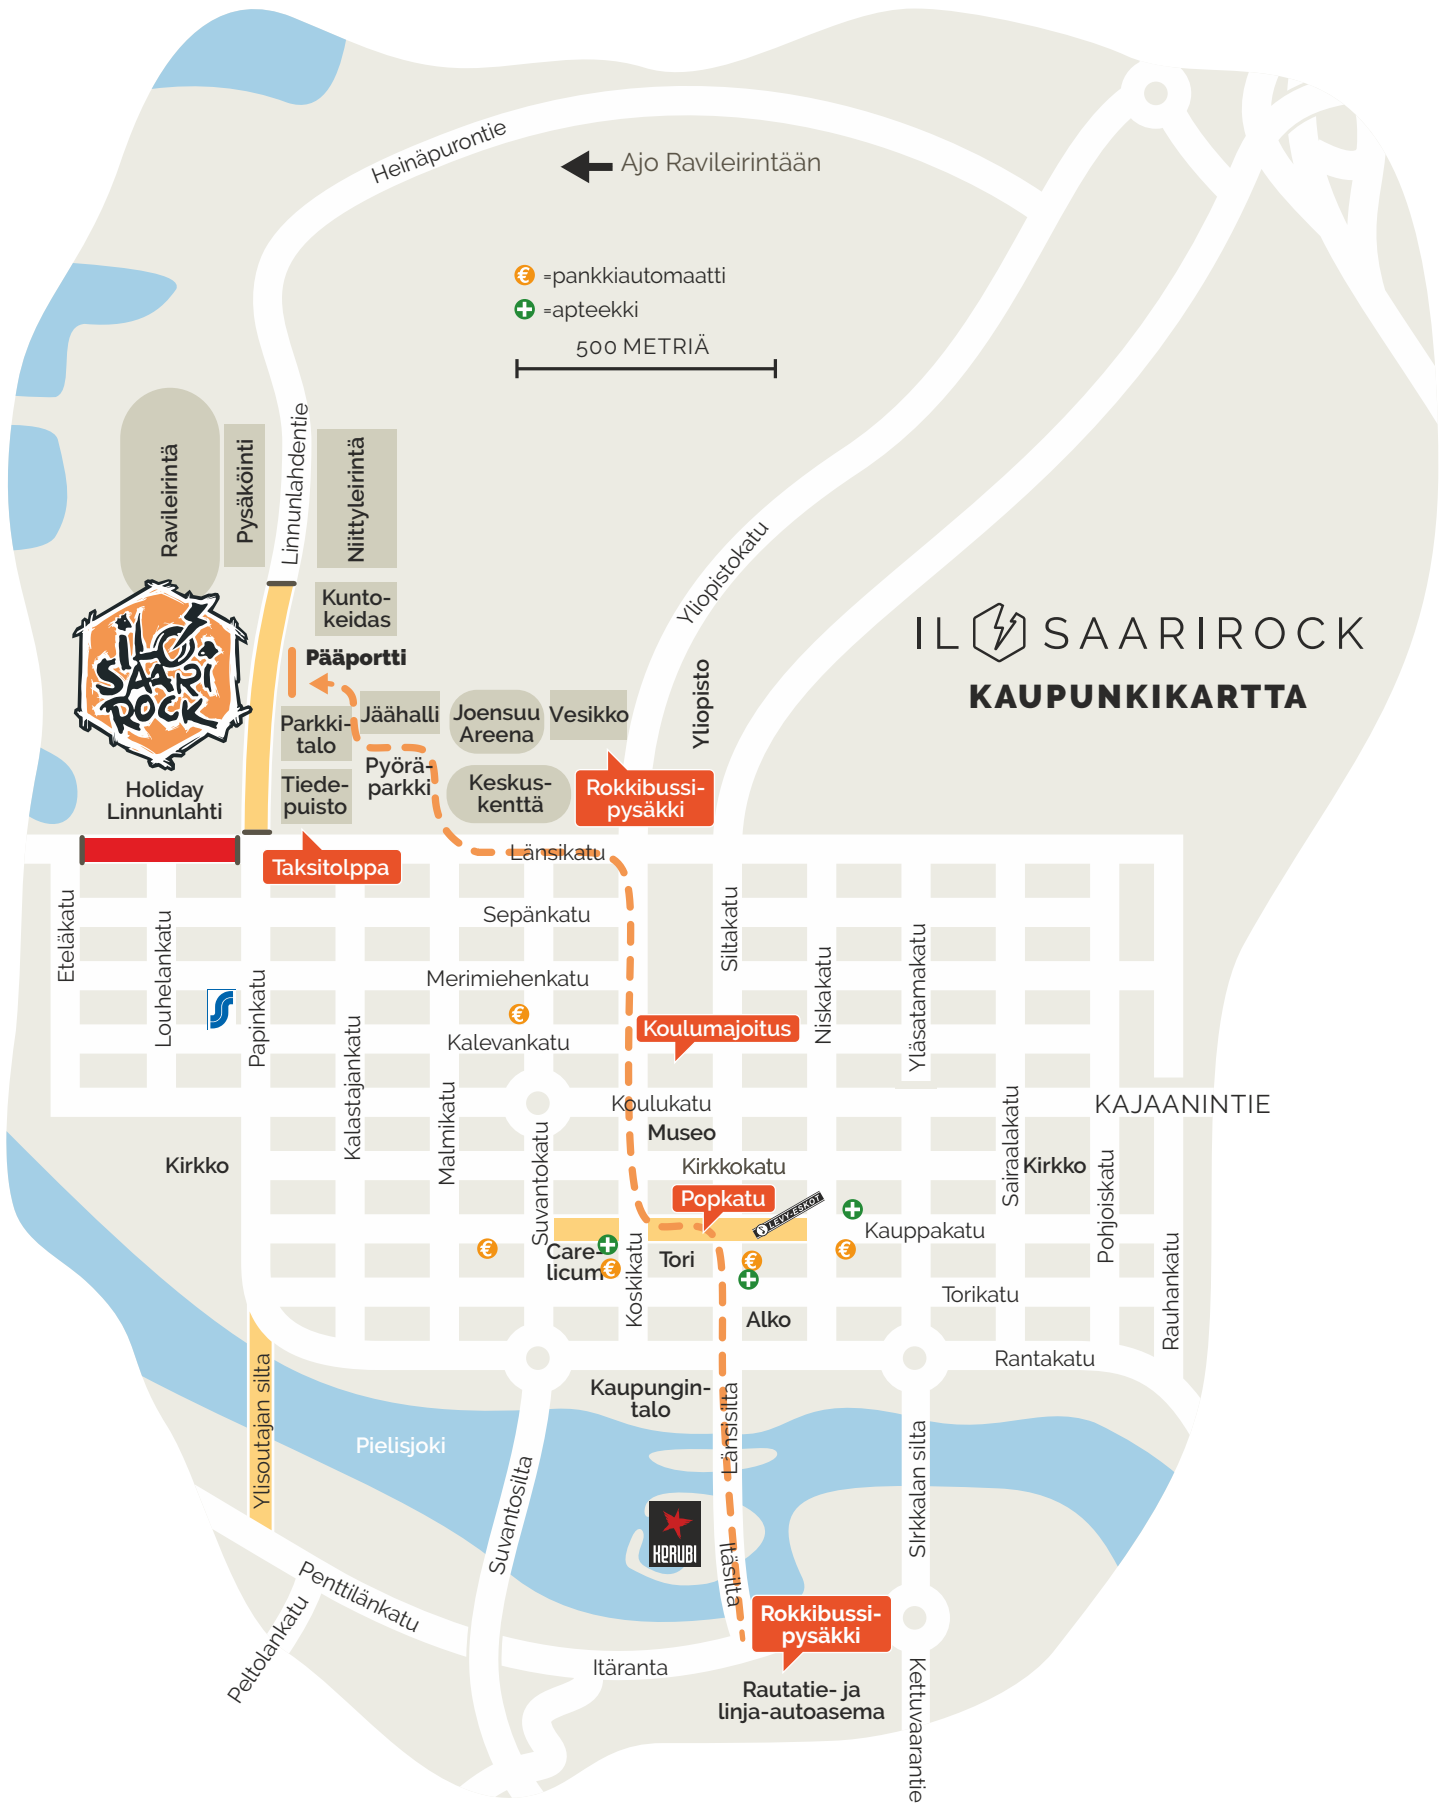 Heinäpurontie
Ajo Ravileirintään
€ =pankkiautomaatti
=apteekki
500 METRIÄ
Ravileirintä
Pysäköinti
Linnunlahdentie
Niittyleirintä
Kunto-
keidas
ILO
SAARI
ROCK
Pääportti
Yliopistokatu
Yliopisto
IL SAARIROCK
KAUPUNKIKARTTA
Parkki-
talo
Jäähalli
Joensuu
Areena
Vesikko
Holiday
Linnunlahti
Tiede-
puisto
Pyörä-
parkki
Keskus-
kenttä
Rokkibussi-
pysäkki
Taksitolppa
Länsikatu
Eteläkatu
Louhelankatu
Papinkatu
Sepänkatu
Siltakatu
Niskakatu
Yläsatamakatu
Merimiehenkatu
€
Kalevankatu
Koulumajoitus
Kalastajankatu
Malmikatu
Suvantokatu
Koulukatu
KAJAANINTIE
Museo
Kirkko
Kirkkokatu
Sairaalakatu
Kirkko
Pohjoiskatu
Popkatu
LEVY-ESKOT
Kauppakatu
€
Care-
licum
€
Koskikatu
Tori
€
€
Rauhankatu
Torikatu
Alko
Rantakatu
Ylisoutajan silta
Kaupungin-
talo
Länsisilta
Pielisjoki
Suvantosilta
SIrkkalan silta
KERUBI
Itäsilta
Penttilänkatu
Peltolankatu
Rokkibussi-
pysäkki
Itäranta
Rautatie- ja
linja-autoasema
Kettuvaarantie